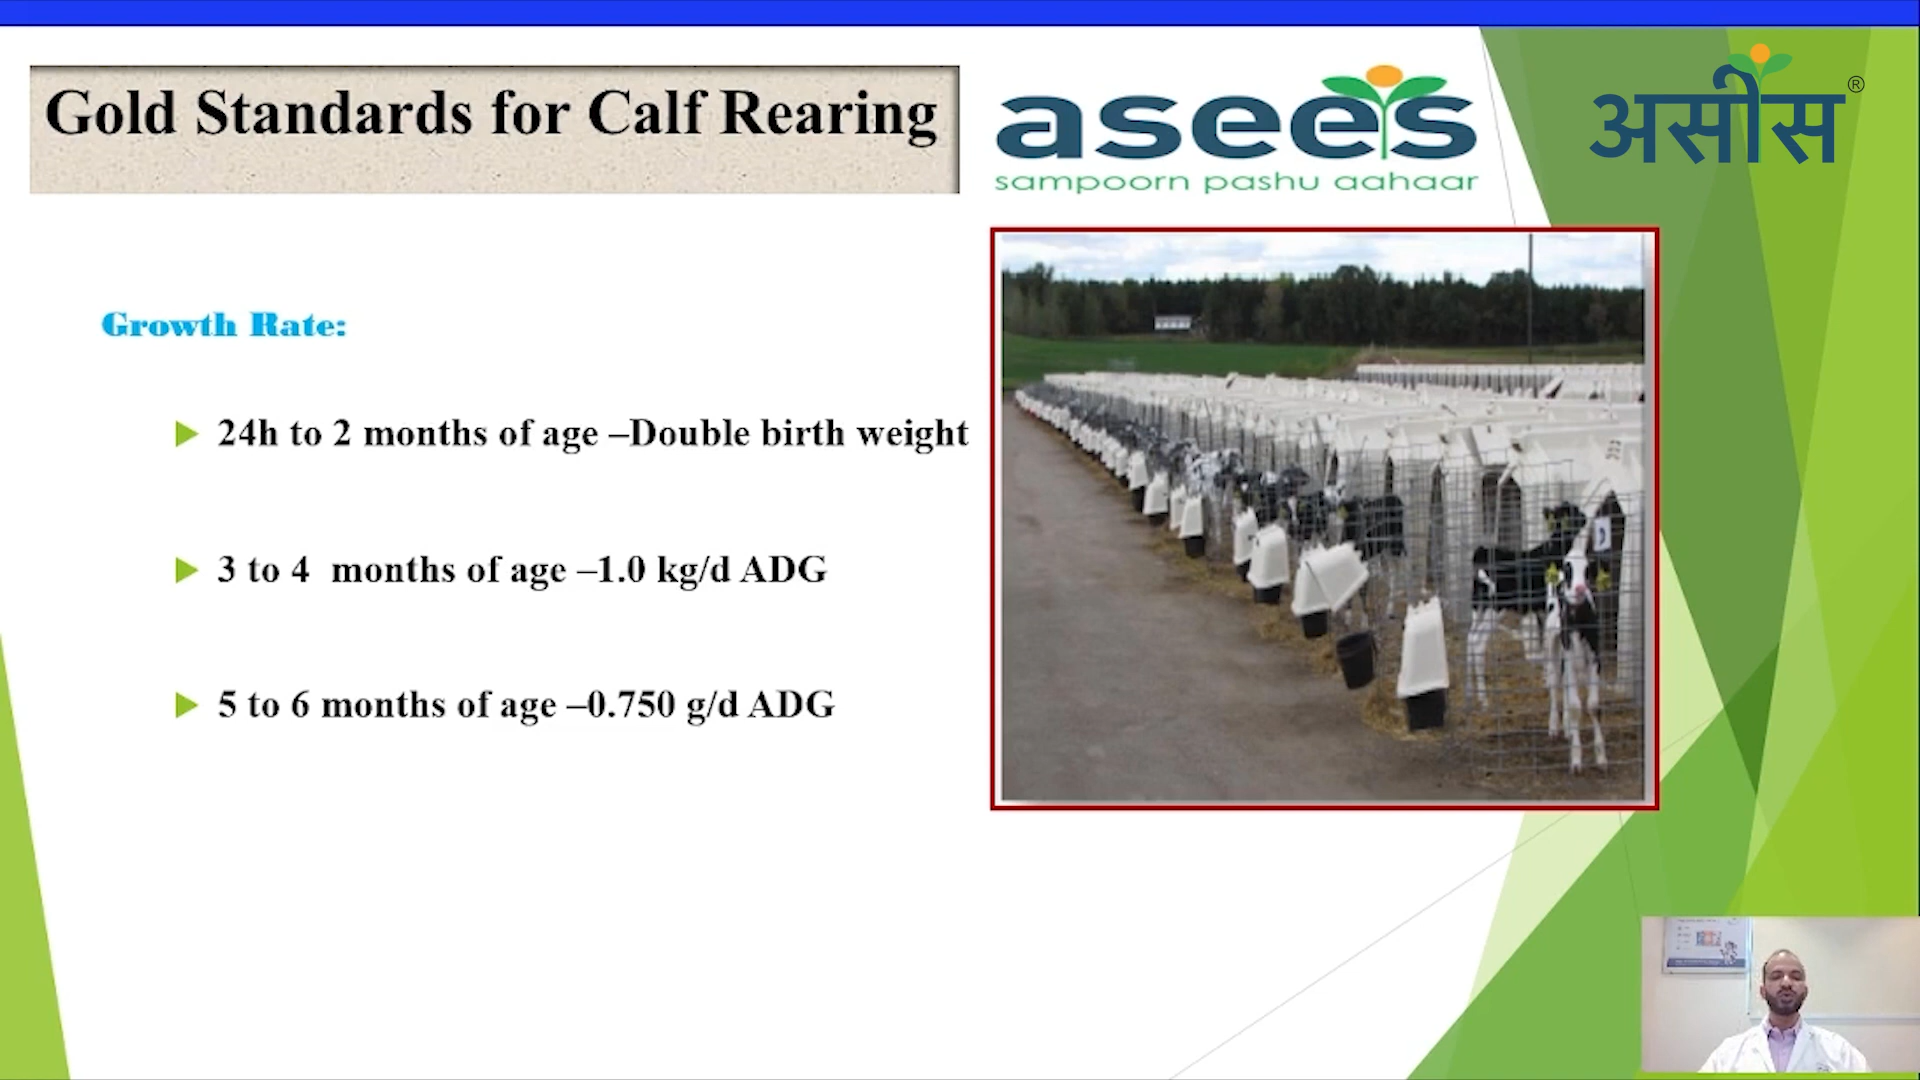 Gold Standards for Calf Rearing
asees
sampoorn pashu aahaar
असीस
®
Growth Rate:
24h to 2 months of age –Double birth weight
3 to 4 months of age –1.0 kg/d ADG
5 to 6 months of age –0.750 g/d ADG